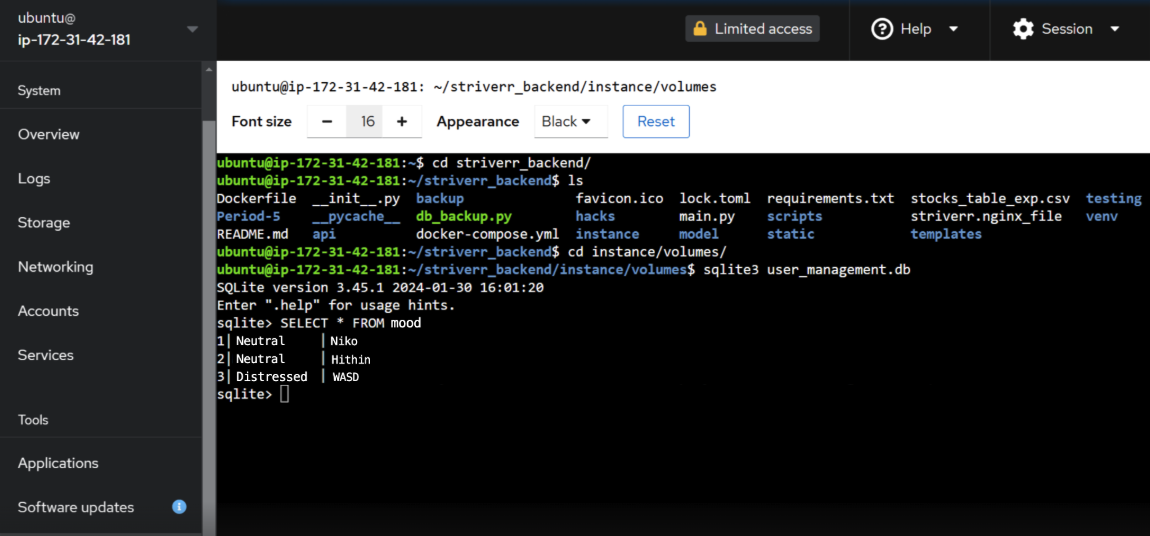 ubuntu@
ip-172-31-42-181
Limited access
Help
Session
System
Overview
Logs
Storage
Networking
Accounts
Services
Tools
Applications
Software updates
ubuntu@ip-172-31-42-181: ~/striverr_backend/instance/volumes
Font size − 16 + Appearance Black Reset
ubuntu@ip-172-31-42-181:~$ cd striverr_backend/
ubuntu@ip-172-31-42-181:~/striverr_backend$ ls
Dockerfile __init__.py backup favicon.ico lock.toml requirements.txt stocks_table_exp.csv testing
Period-5 __pycache__ db_backup.py hacks main.py scripts striverr.nginx_file venv
README.md api docker-compose.yml instance model static templates
ubuntu@ip-172-31-42-181:~/striverr_backend$ cd instance/volumes/
ubuntu@ip-172-31-42-181:~/striverr_backend/instance/volumes$ sqlite3 user_management.db
SQLite version 3.45.1 2024-01-30 16:01:20
Enter ".help" for usage hints.
sqlite> SELECT * FROM mood
1|Neutral |Niko
2|Neutral |Hithin
3|Distressed |WASD
sqlite>